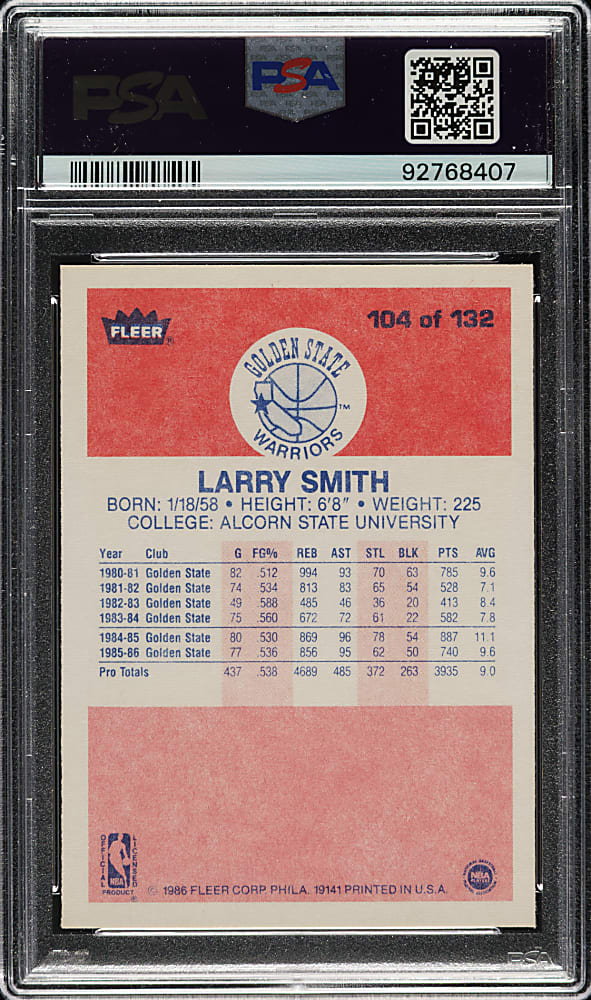 PSA PSA
92768407
FLEER®
104 of 132
GOLDEN STATE
WARRIORS
™
LARRY SMITH
BORN: 1/18/58 • HEIGHT: 6'8" • WEIGHT: 225
COLLEGE: ALCORN STATE UNIVERSITY
Year Club G FG% REB AST STL BLK PTS AVG
1980-81 Golden State 82 .512 994 93 70 63 785 9.6
1981-82 Golden State 74 .534 813 83 65 54 528 7.1
1982-83 Golden State 49 .588 485 46 36 20 413 8.4
1983-84 Golden State 75 .560 672 72 61 22 582 7.8
1984-85 Golden State 80 .530 869 96 78 54 887 11.1
1985-86 Golden State 77 .536 856 95 62 50 740 9.6
Pro Totals 437 .538 4689 485 372 263 3935 9.0
OFFICIAL LICENSED
NBA
PRODUCT ®
© 1986 FLEER CORP. PHILA. 19141 PRINTED IN U.S.A.
NBA
PLAYERS
PSA